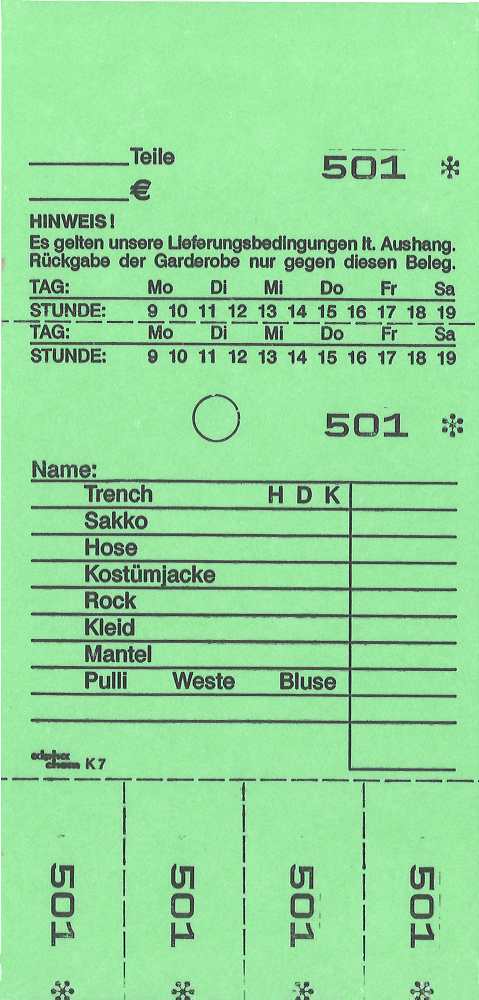 Teile 501 *
€
HINWEIS!
Es gelten unsere Lieferungsbedingungen lt. Aushang.
Rückgabe der Garderobe nur gegen diesen Beleg.
TAG: Mo Di Mi Do Fr Sa
STUNDE: 9 10 11 12 13 14 15 16 17 18 19
TAG: Mo Di Mi Do Fr Sa
STUNDE: 9 10 11 12 13 14 15 16 17 18 19
501 *
Name:
Trench H D K
Sakko
Hose
Kostümjacke
Rock
Kleid
Mantel
Pulli Weste Bluse
chem K7
501 *
501 *
501 *
501 *